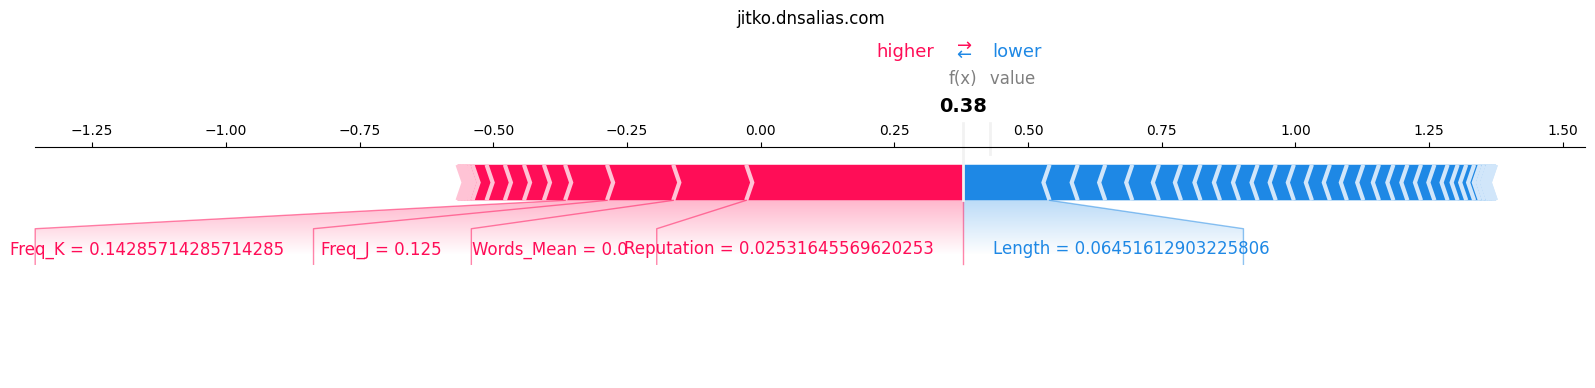 jitko.dnsalias.com
higher → ← lower
f(x) value
0.38
−1.25 −1.00 −0.75 −0.50 −0.25 0.00 0.25 0.50 0.75 1.00 1.25 1.50
Freq_K = 0.14285714285714285 Freq_J = 0.125 Words_Mean = 0.0 Reputation = 0.02531645569620253 Length = 0.06451612903225806